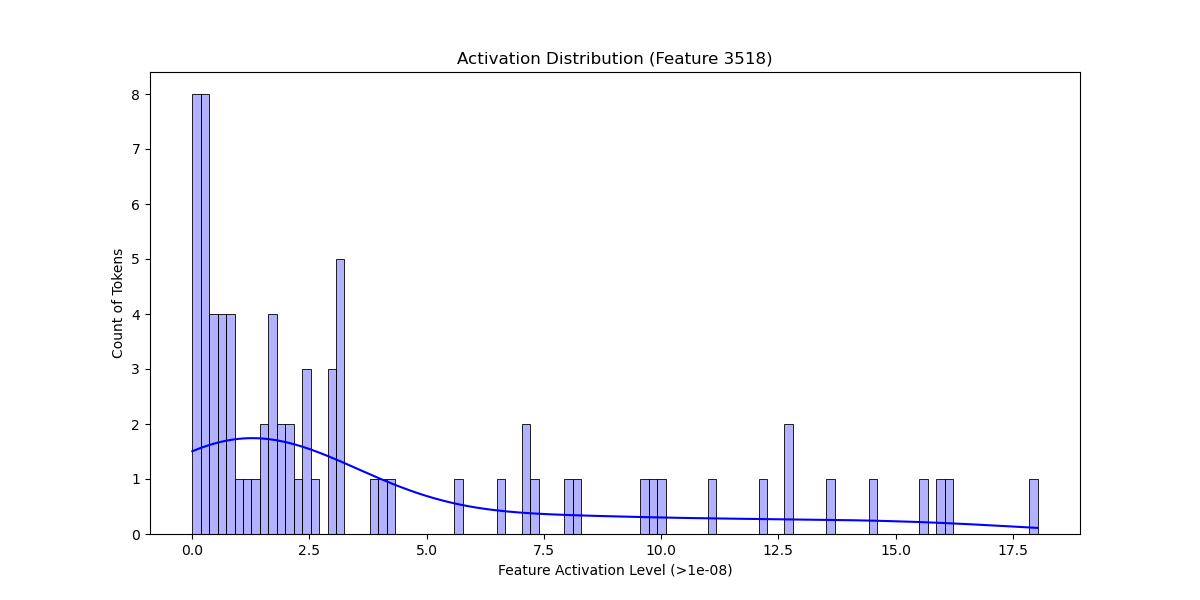 Activation Distribution (Feature 3518)
Count of Tokens
8
7
6
5
4
3
2
1
0
0.0 2.5 5.0 7.5 10.0 12.5 15.0 17.5
Feature Activation Level (>1e-08)